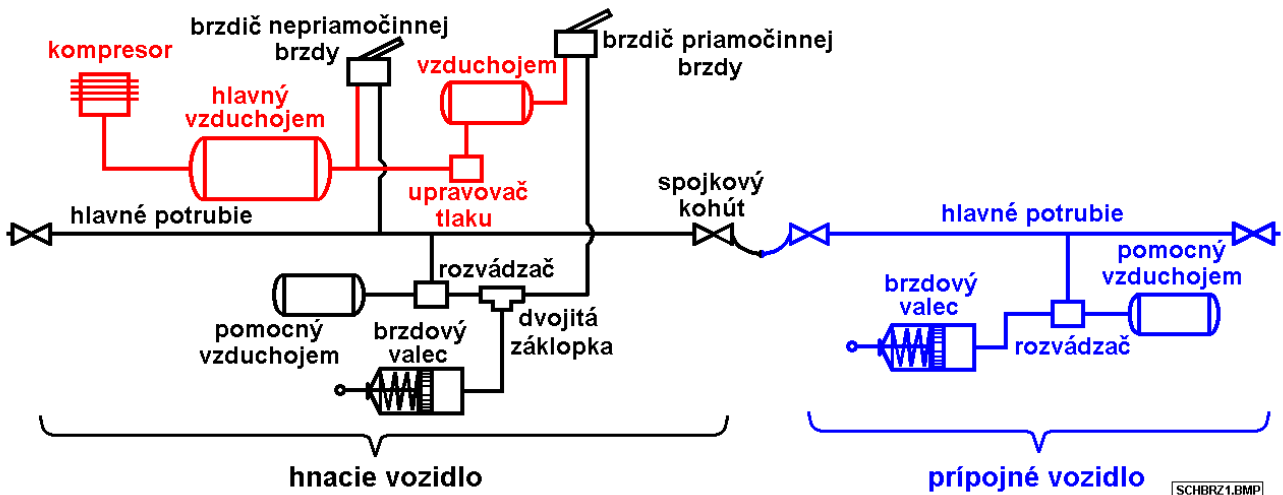 brzdič nepriamočinnej
brzdy
kompresor
hlavný
vzduchojem
vzduchojem
brzdič priamočinnej
brzdy
upravovač
tlaku
spojkový
kohút
hlavné potrubie
hlavné potrubie
rozvádzač
pomocný
vzduchojem
brzdový
valec
dvojitá
záklopka
brzdový
valec
pomocný
vzduchojem
rozvádzač
hnacie vozidlo
prípojné vozidlo
SCHBRZ1.BMP